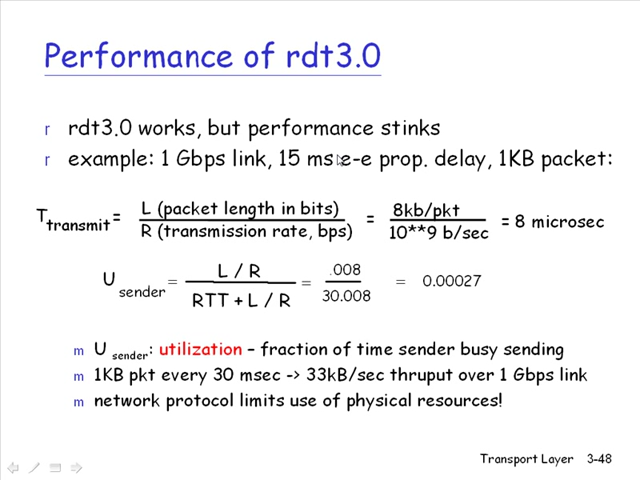 Performance of rdt3.0
r rdt3.0 works, but performance stinks
r example: 1 Gbps link, 15 ms e-e prop. delay, 1KB packet:
T transmit = L (packet length in bits) / R (transmission rate, bps) = 8kb/pkt / 10**9 b/sec = 8 microsec
U sender = L / R / RTT + L / R = .008 / 30.008 = 0.00027
m U sender: utilization – fraction of time sender busy sending
m 1KB pkt every 30 msec -> 33kB/sec thruput over 1 Gbps link
m network protocol limits use of physical resources!
Transport Layer 3-48